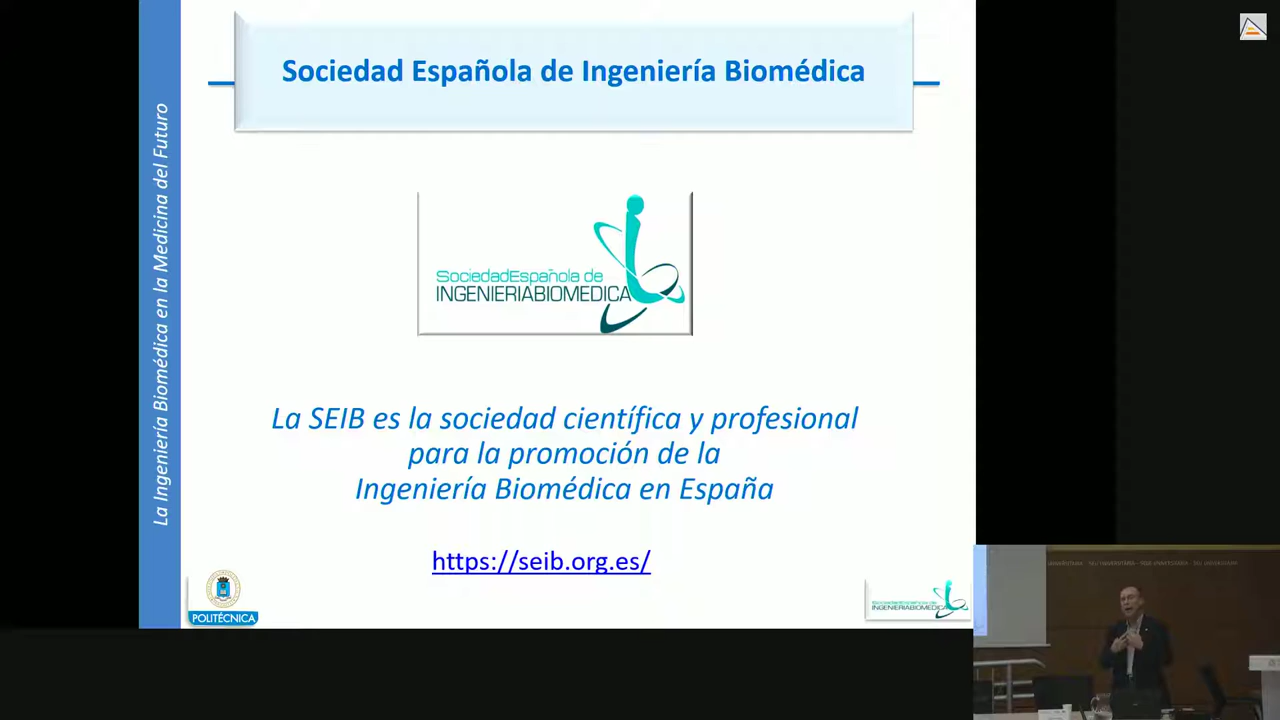 Sociedad Española de Ingeniería Biomédica
La Ingeniería Biomédica en la Medicina del Futuro
SociedadEspañola de
INGENIERIABIOMEDICA
La SEIB es la sociedad científica y profesional
para la promoción de la
Ingeniería Biomédica en España
https://seib.org.es/
POLITÉCNICA
INGENIERIABIOMEDICA